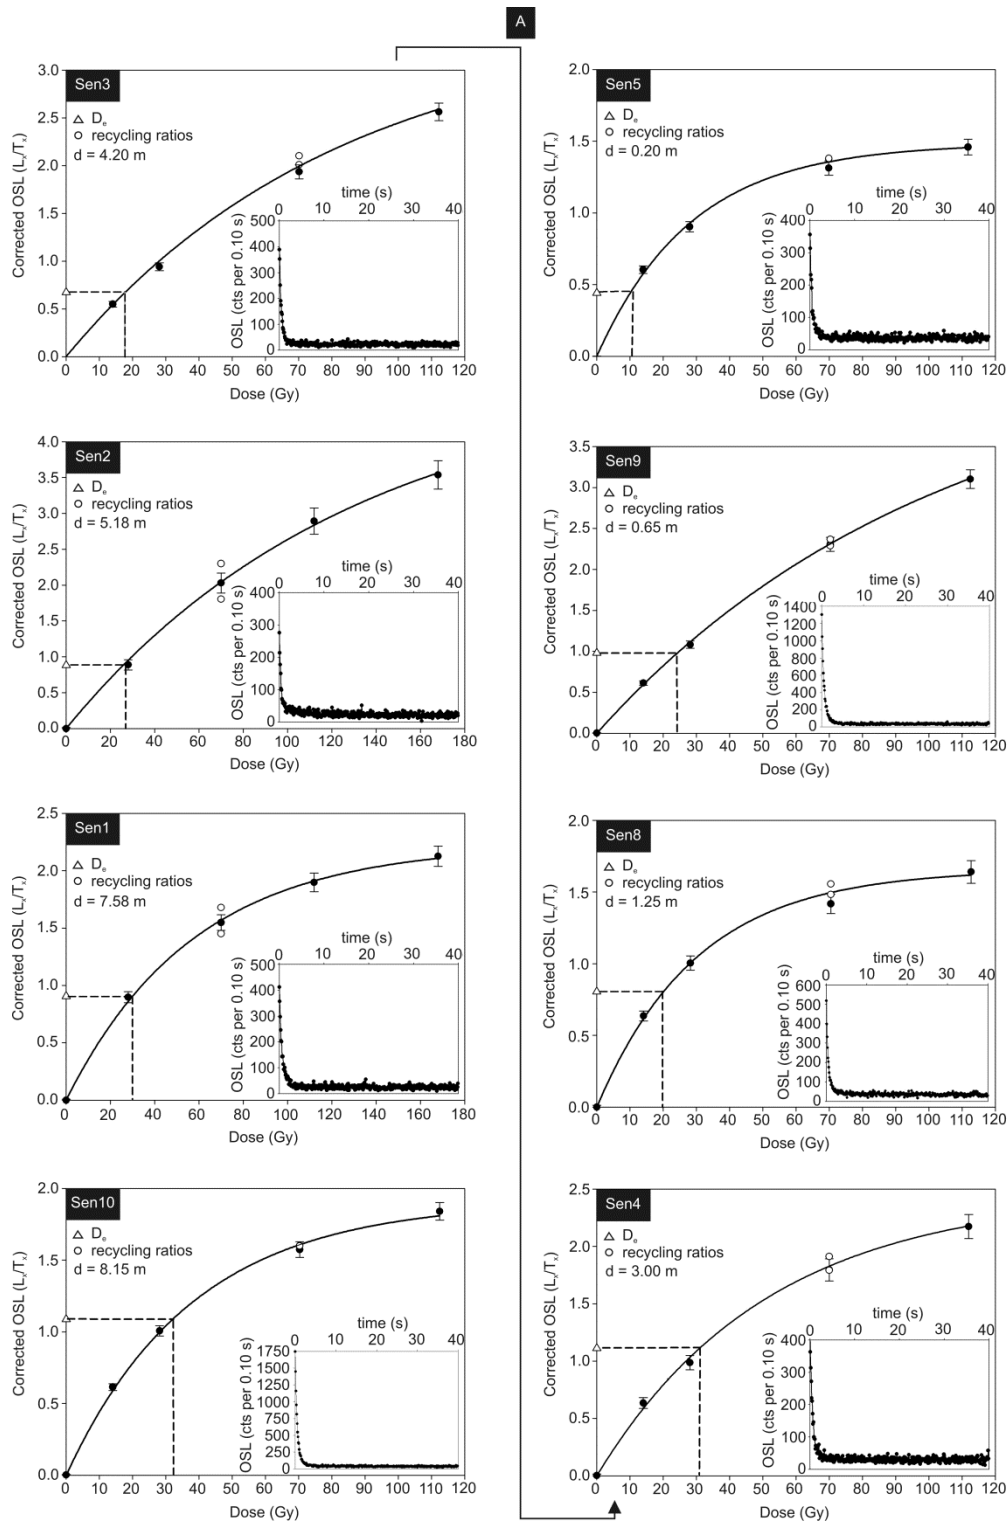 A
Sen3
△ Dₑ
○ recycling ratios
d = 4.20 m
Corrected OSL (Lₓ/Tₓ)
3.0
2.5
2.0
1.5
1.0
0.5
0.0
0 10 20 30 40 50 60 70 80 90 100 110 120
Dose (Gy)
time (s)
0 10 20 30 40
OSL (cts per 0.10 s)
500
400
300
200
100
0
Sen5
△ Dₑ
○ recycling ratios
d = 0.20 m
Corrected OSL (Lₓ/Tₓ)
2.0
1.5
1.0
0.5
0.0
0 10 20 30 40 50 60 70 80 90 100 110 120
Dose (Gy)
time (s)
0 10 20 30 40
OSL (cts per 0.10 s)
400
300
200
100
0
Sen2
△ Dₑ
○ recycling ratios
d = 5.18 m
Corrected OSL (Lₓ/Tₓ)
4.0
3.5
3.0
2.5
2.0
1.5
1.0
0.5
0.0
0 20 40 60 80 100 120 140 160 180
Dose (Gy)
time (s)
0 10 20 30 40
OSL (cts per 0.10 s)
400
300
200
100
0
Sen9
△ Dₑ
○ recycling ratios
d = 0.65 m
Corrected OSL (Lₓ/Tₓ)
3.5
3.0
2.5
2.0
1.5
1.0
0.5
0.0
0 10 20 30 40 50 60 70 80 90 100 110 120
Dose (Gy)
time (s)
0 10 20 30 40
OSL (cts per 0.10 s)
1400
1200
1000
800
600
400
200
0
Sen1
△ Dₑ
○ recycling ratios
d = 7.58 m
Corrected OSL (Lₓ/Tₓ)
2.5
2.0
1.5
1.0
0.5
0.0
0 20 40 60 80 100 120 140 160 180
Dose (Gy)
time (s)
0 10 20 30 40
OSL (cts per 0.10 s)
500
400
300
200
100
0
Sen8
△ Dₑ
○ recycling ratios
d = 1.25 m
Corrected OSL (Lₓ/Tₓ)
2.0
1.5
1.0
0.5
0.0
0 10 20 30 40 50 60 70 80 90 100 110 120
Dose (Gy)
time (s)
0 10 20 30 40
OSL (cts per 0.10 s)
600
500
400
300
200
100
0
Sen10
△ Dₑ
○ recycling ratios
d = 8.15 m
Corrected OSL (Lₓ/Tₓ)
2.0
1.5
1.0
0.5
0.0
0 10 20 30 40 50 60 70 80 90 100 110 120
Dose (Gy)
time (s)
0 10 20 30 40
OSL (cts per 0.10 s)
1750
1500
1250
1000
750
500
250
0
Sen4
△ Dₑ
○ recycling ratios
d = 3.00 m
Corrected OSL (Lₓ/Tₓ)
2.5
2.0
1.5
1.0
0.5
0.0
0 10 20 30 40 50 60 70 80 90 100 110 120
Dose (Gy)
time (s)
0 10 20 30 40
OSL (cts per 0.10 s)
400
300
200
100
0